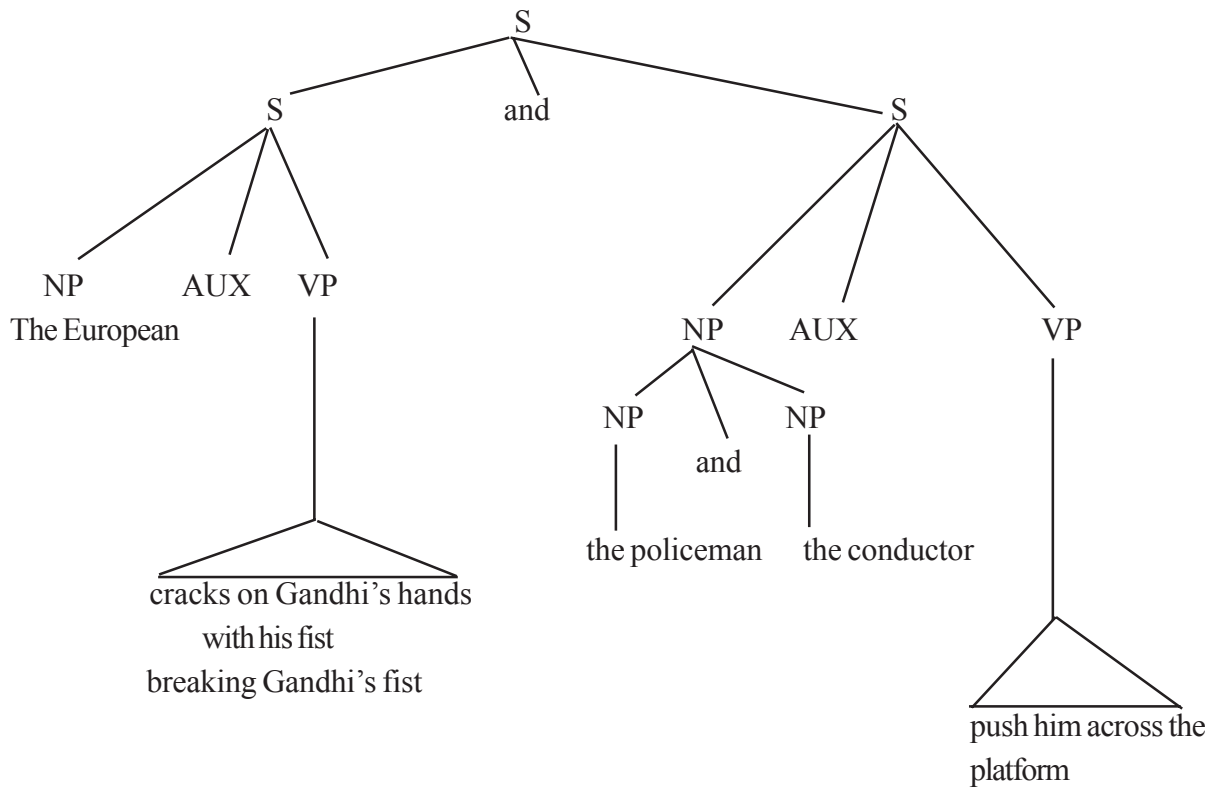 S
S and S
NP AUX VP
The European
NP AUX VP
NP and NP
the policeman the conductor
cracks on Gandhi’s hands
with his fist
breaking Gandhi’s fist
push him across the
platform